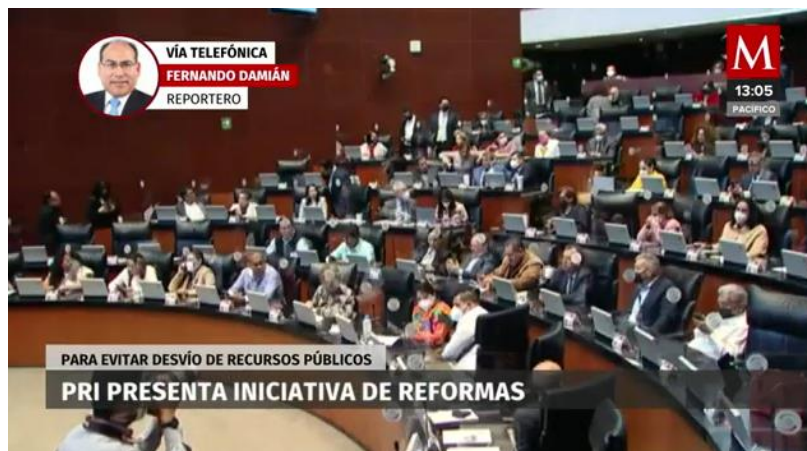 VÍA TELEFÓNICA
FERNANDO DAMIÁN
REPORTERO
M
13:05
PACÍFICO
PARA EVITAR DESVÍO DE RECURSOS PÚBLICOS
PRI PRESENTA INICIATIVA DE REFORMAS